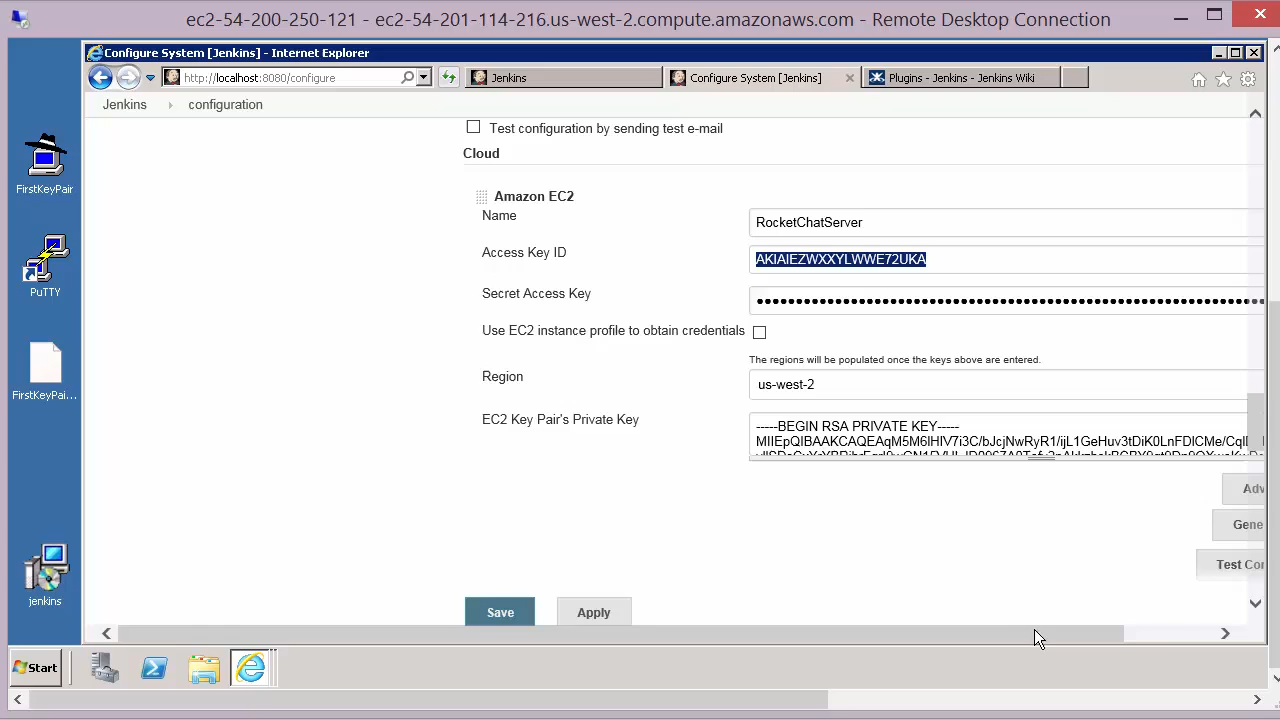 ec2-54-200-250-121 - ec2-54-201-114-216.us-west-2.compute.amazonaws.com - Remote Desktop Connection
Configure System [Jenkins] - Internet Explorer
http://localhost:8080/configure
Jenkins
Configure System [Jenkins]
Plugins - Jenkins - Jenkins Wiki
Jenkins
configuration
Test configuration by sending test e-mail
Cloud
Amazon EC2
Name
RocketChatServer
Access Key ID
AKIAIEZWXXYLWWE72UKA
Secret Access Key
Use EC2 instance profile to obtain credentials
The regions will be populated once the keys above are entered.
Region
us-west-2
EC2 Key Pair's Private Key
-----BEGIN RSA PRIVATE KEY-----
Adv
Gene
Test Con
Save
Apply
FirstKeyPair
PuTTY
FirstKeyPai...
jenkins
Start